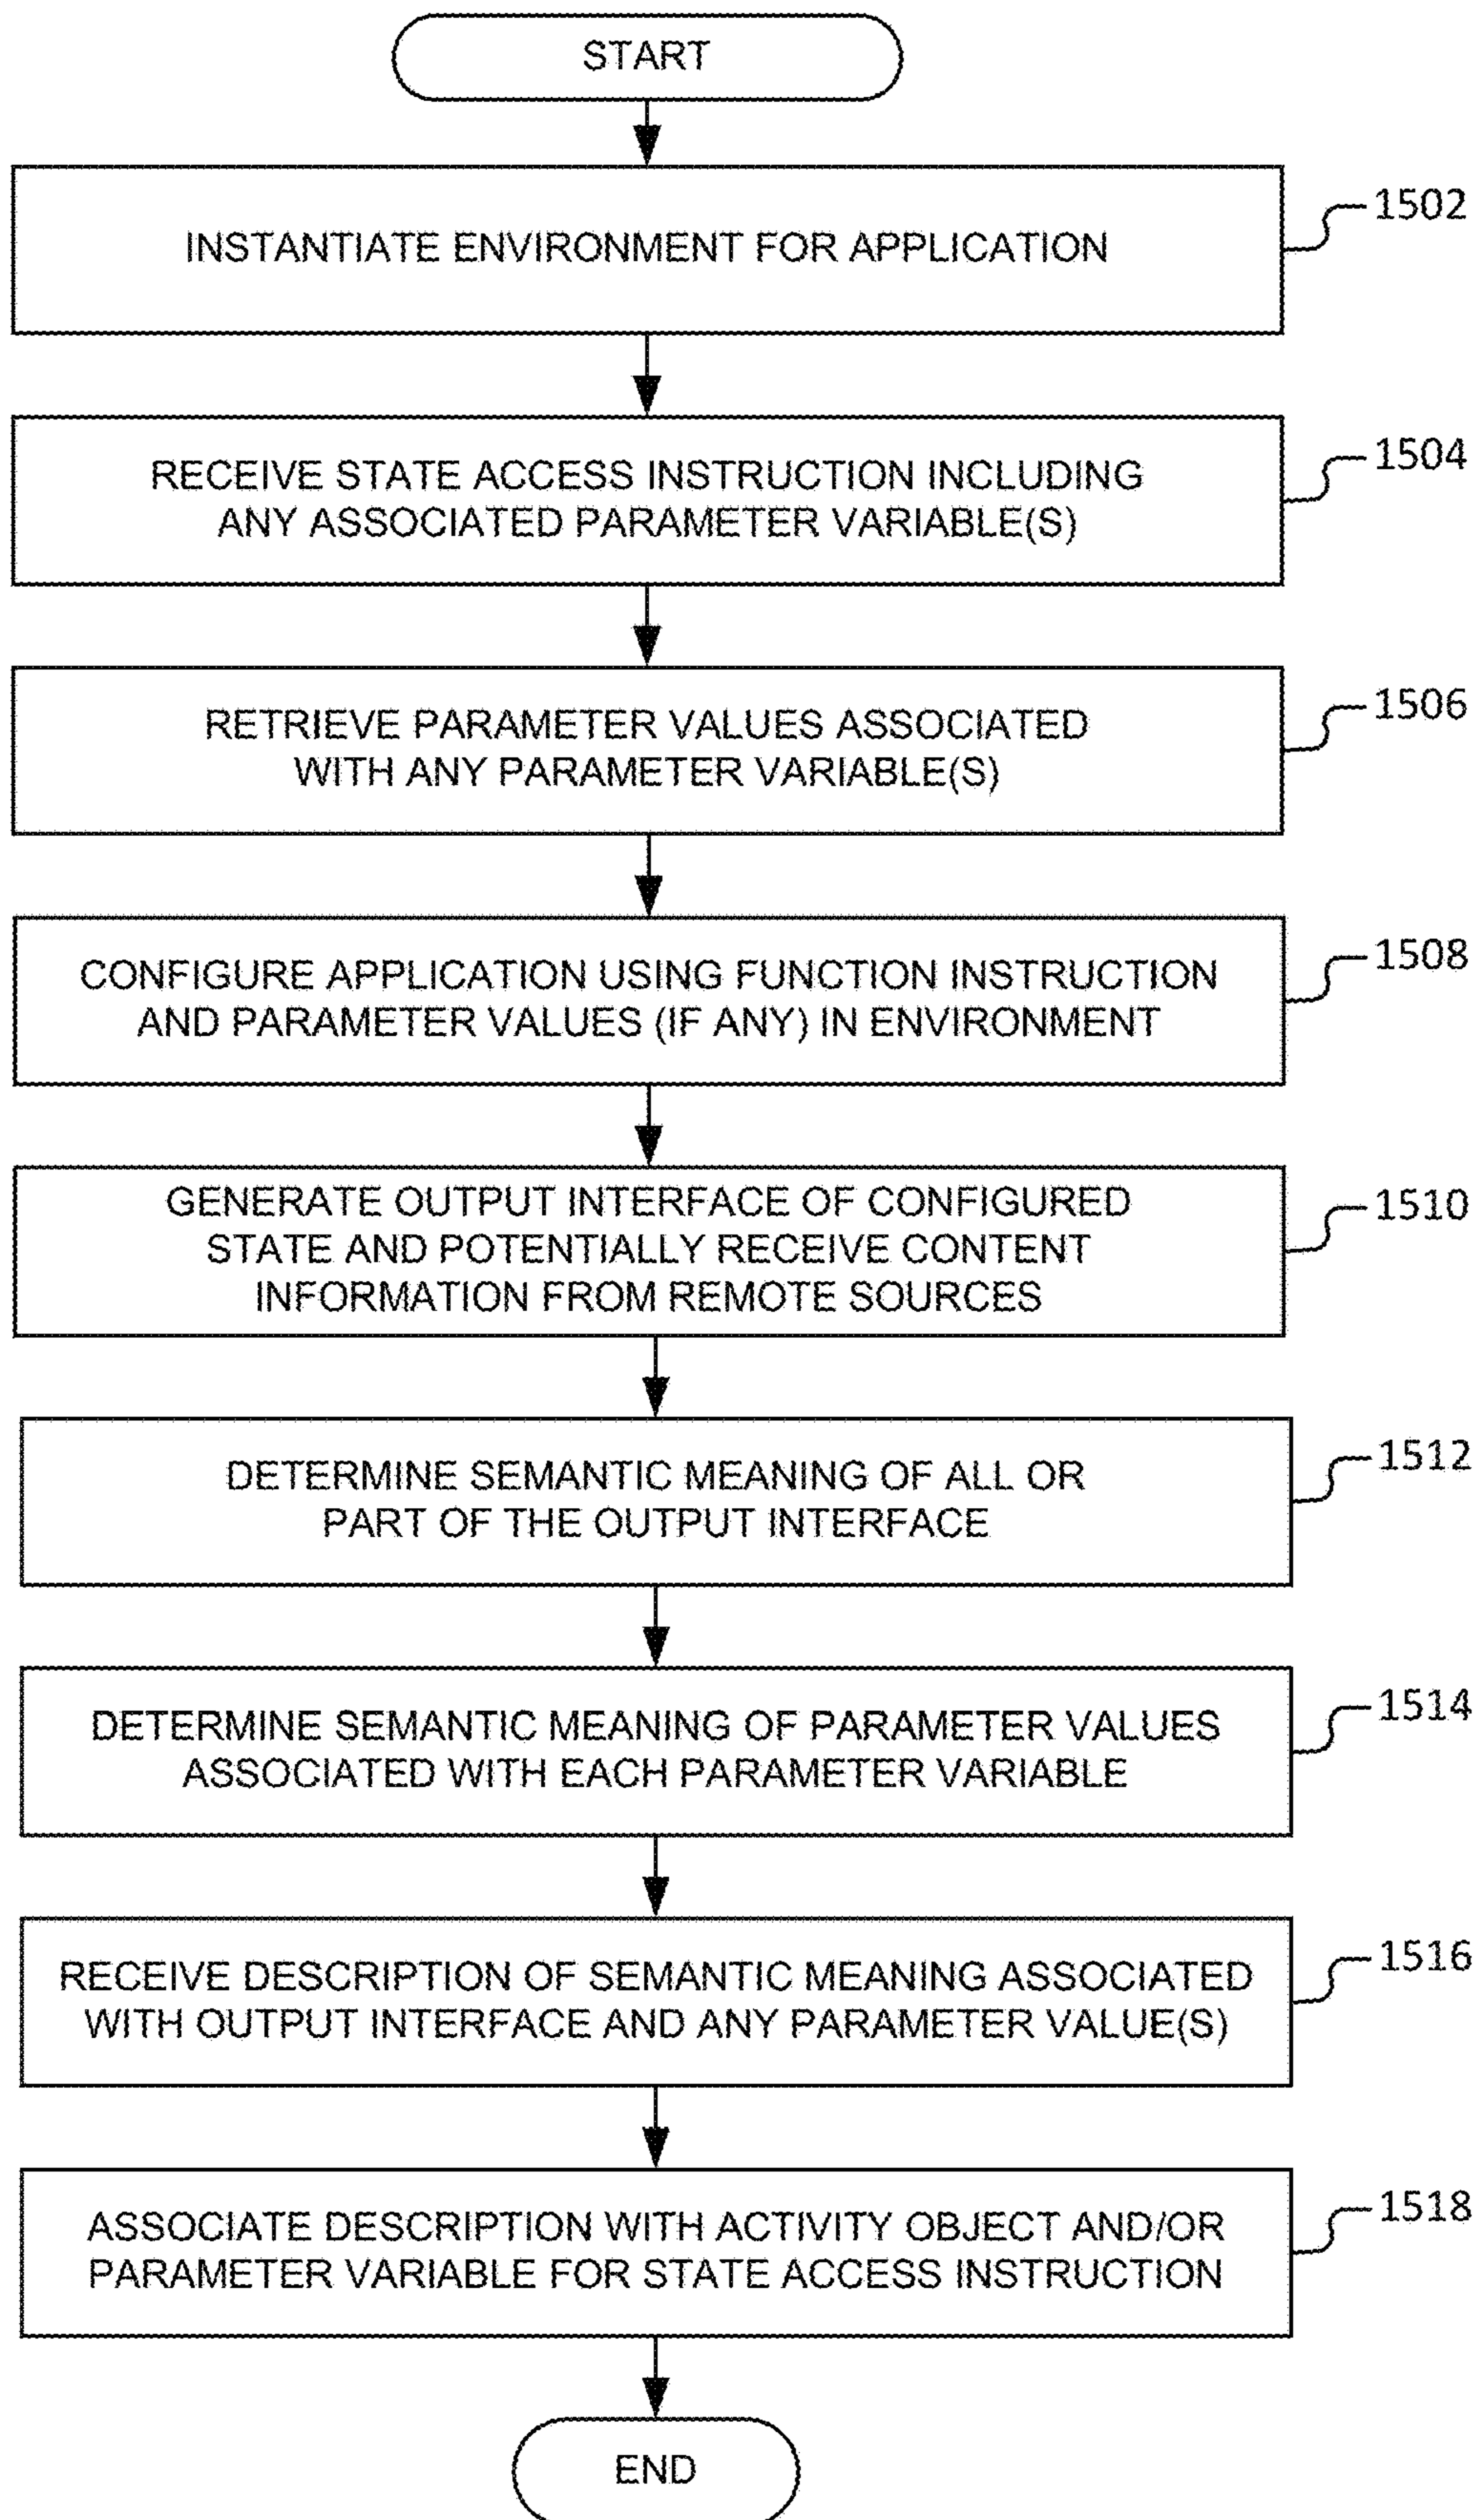 START
INSTANTIATE ENVIRONMENT FOR APPLICATION
1502
RECEIVE STATE ACCESS INSTRUCTION INCLUDING
ANY ASSOCIATED PARAMETER VARIABLE(S)
1504
RETRIEVE PARAMETER VALUES ASSOCIATED
WITH ANY PARAMETER VARIABLE(S)
1506
CONFIGURE APPLICATION USING FUNCTION INSTRUCTION
AND PARAMETER VALUES (IF ANY) IN ENVIRONMENT
1508
GENERATE OUTPUT INTERFACE OF CONFIGURED
STATE AND POTENTIALLY RECEIVE CONTENT
INFORMATION FROM REMOTE SOURCES
1510
DETERMINE SEMANTIC MEANING OF ALL OR
PART OF THE OUTPUT INTERFACE
1512
DETERMINE SEMANTIC MEANING OF PARAMETER VALUES
ASSOCIATED WITH EACH PARAMETER VARIABLE
1514
RECEIVE DESCRIPTION OF SEMANTIC MEANING ASSOCIATED
WITH OUTPUT INTERFACE AND ANY PARAMETER VALUE(S)
1516
ASSOCIATE DESCRIPTION WITH ACTIVITY OBJECT AND/OR
PARAMETER VARIABLE FOR STATE ACCESS INSTRUCTION
1518
END